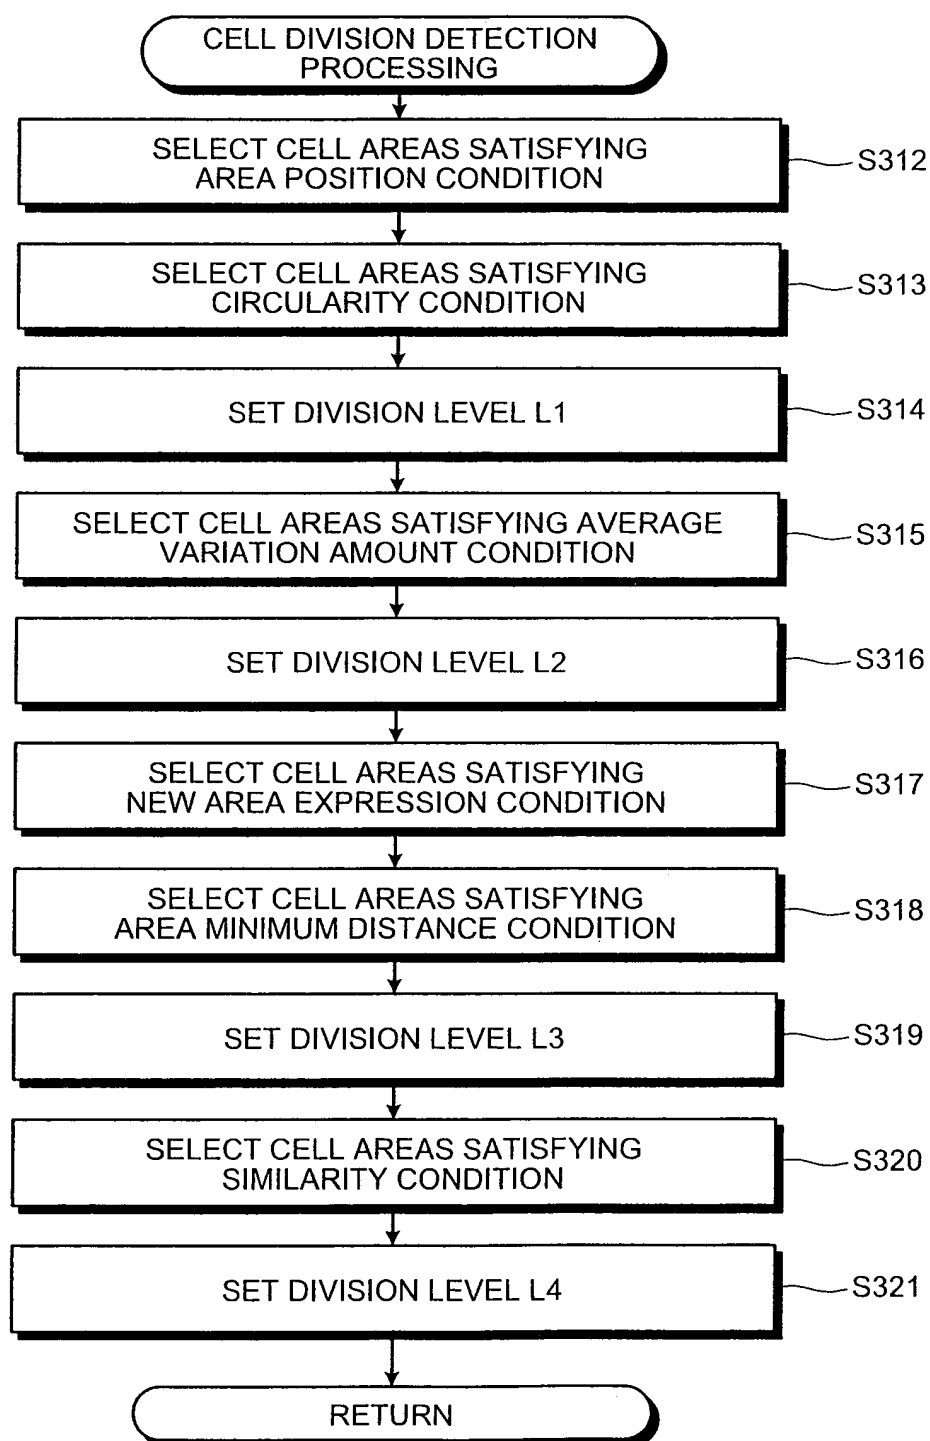 CELL DIVISION DETECTION
PROCESSING
SELECT CELL AREAS SATISFYING
AREA POSITION CONDITION
S312
SELECT CELL AREAS SATISFYING
CIRCULARITY CONDITION
S313
SET DIVISION LEVEL L1
S314
SELECT CELL AREAS SATISFYING AVERAGE
VARIATION AMOUNT CONDITION
S315
SET DIVISION LEVEL L2
S316
SELECT CELL AREAS SATISFYING
NEW AREA EXPRESSION CONDITION
S317
SELECT CELL AREAS SATISFYING
AREA MINIMUM DISTANCE CONDITION
S318
SET DIVISION LEVEL L3
S319
SELECT CELL AREAS SATISFYING
SIMILARITY CONDITION
S320
SET DIVISION LEVEL L4
S321
RETURN